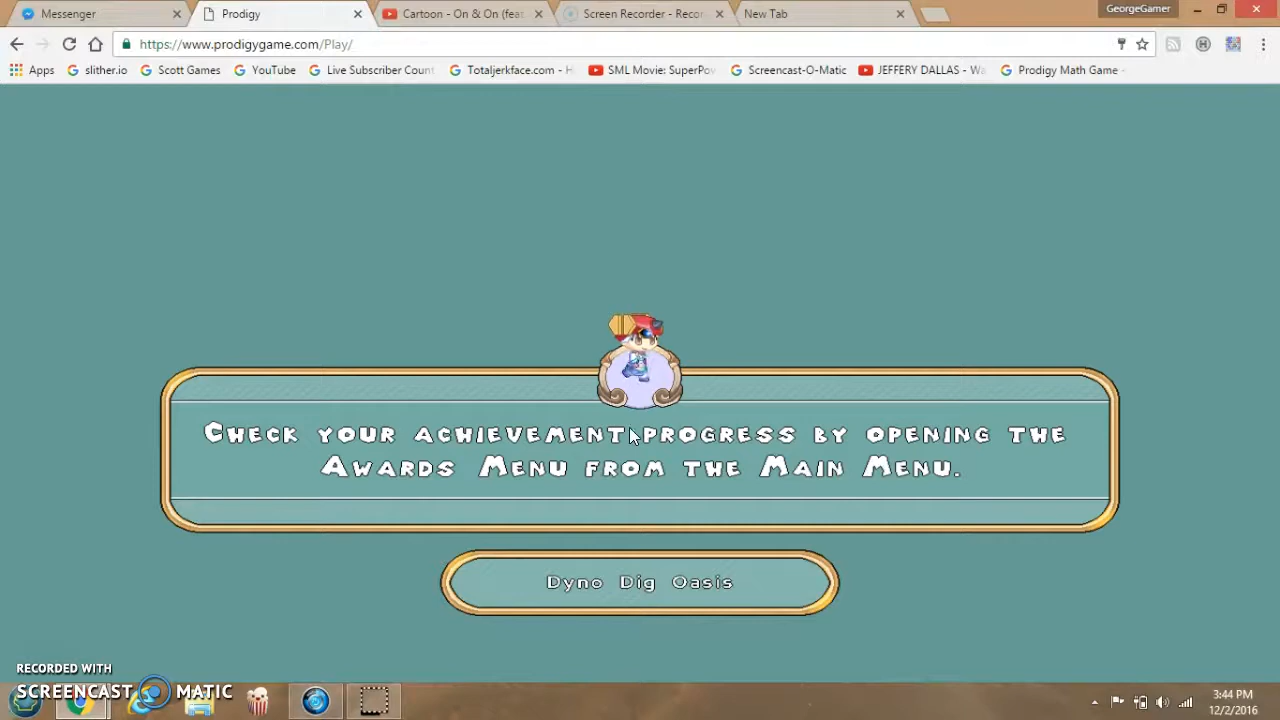 Messenger
Prodigy
Cartoon - On & On (feat
Screen Recorder - Recor
New Tab
GeorgeGamer
https://www.prodigygame.com/Play/
Apps
slither.io
Scott Games
YouTube
Live Subscriber Count
Totaljerkface.com - H
SML Movie: SuperPow
Screencast-O-Matic
JEFFERY DALLAS - Wa
Prodigy Math Game -
Check your achievement progress by opening the
Awards Menu from the Main Menu.
Dyno Dig Oasis
RECORDED WITH
SCREENCAST MATIC
3:44 PM
12/2/2016